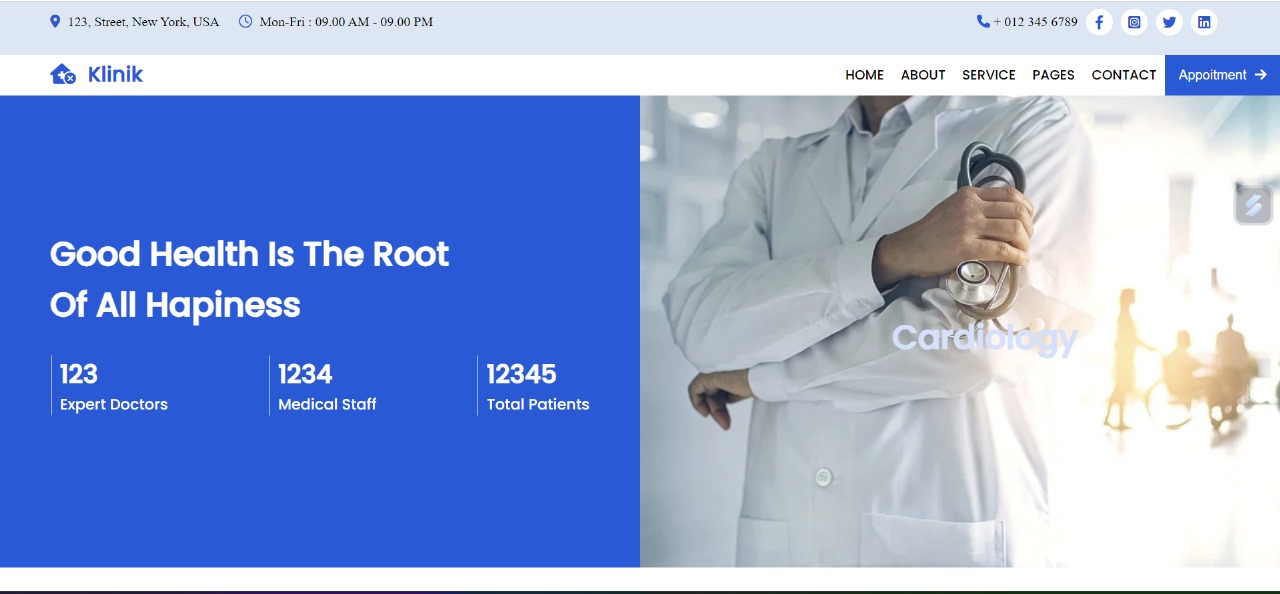 123, Street, New York, USA
Mon-Fri : 09.00 AM - 09.00 PM
+ 012 345 6789
Klinik
HOME
ABOUT
SERVICE
PAGES
CONTACT
Appoitment
Good Health Is The Root
Of All Hapiness
123
Expert Doctors
1234
Medical Staff
12345
Total Patients
Cardiology